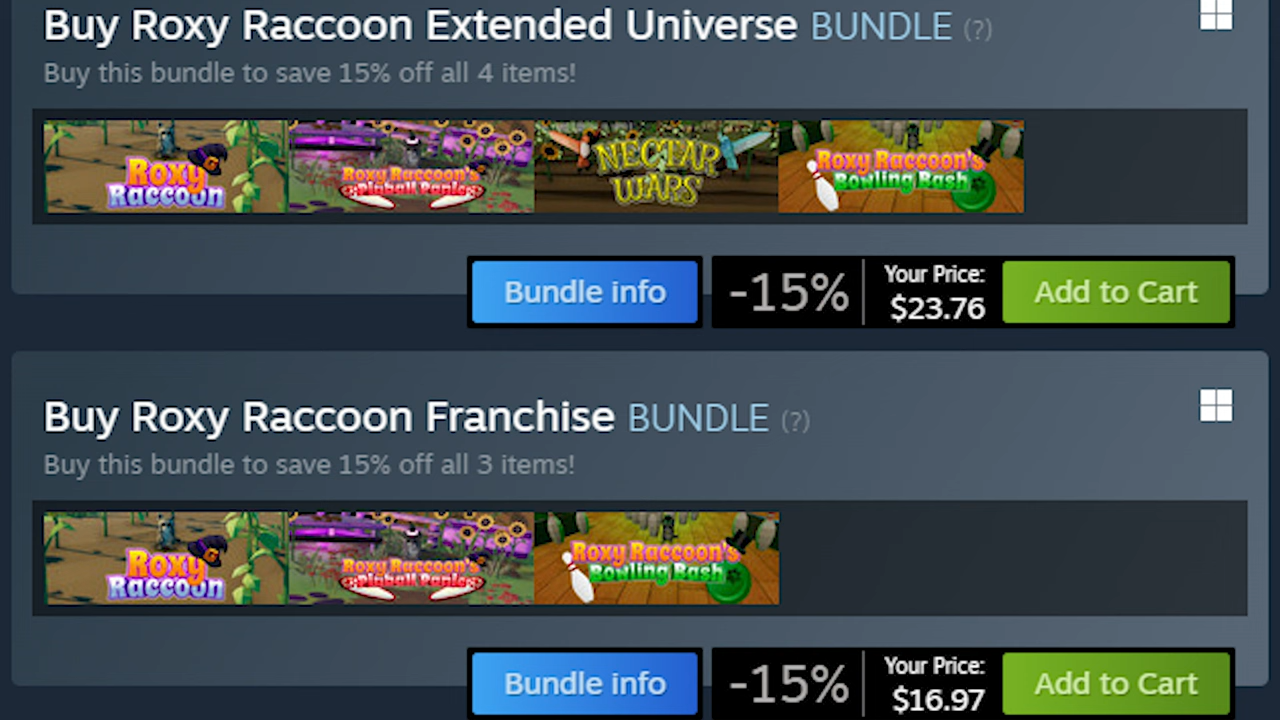 Buy Roxy Raccoon Extended Universe BUNDLE (?)
Buy this bundle to save 15% off all 4 items!
Roxy
Raccoon
Roxy Raccoon's
Pinball Panic
NECTAR
WARS
Roxy Raccoon's
Bowling Bash
Bundle info
-15%
Your Price:
$23.76
Add to Cart
Buy Roxy Raccoon Franchise BUNDLE (?)
Buy this bundle to save 15% off all 3 items!
Roxy
Raccoon
Roxy Raccoon's
Pinball Panic
Roxy Raccoon's
Bowling Bash
Bundle info
-15%
Your Price:
$16.97
Add to Cart